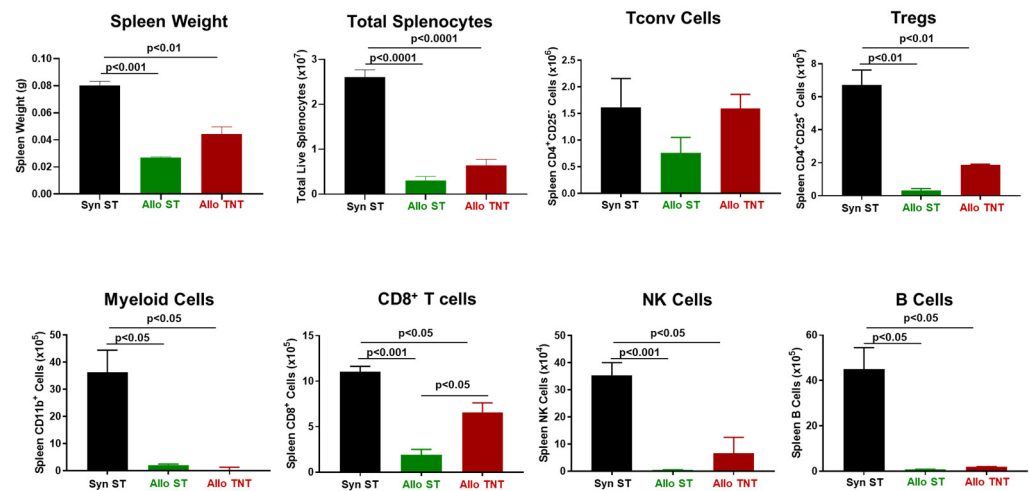 Spleen Weight
p<0.01
p<0.001
Spleen Weight (g)
0.10
0.08
0.06
0.04
0.02
0.00
Syn ST Allo ST Allo TNT
Total Splenocytes
p<0.0001
p<0.0001
Total Live Splenocytes (x10⁷)
3
2
1
0
Syn ST Allo ST Allo TNT
Tconv Cells
Spleen CD4⁺CD25⁻ Cells (x10⁶)
2.5
2.0
1.5
1.0
0.5
0.0
Syn ST Allo ST Allo TNT
Tregs
p<0.01
p<0.01
Spleen CD4⁺CD25⁺ Cells (x10⁵)
8
6
4
2
0
Syn ST Allo ST Allo TNT
Myeloid Cells
p<0.05
p<0.05
Spleen CD11b⁺ Cells (x10⁵)
50
40
30
20
10
0
Syn ST Allo ST Allo TNT
CD8⁺ T cells
p<0.05
p<0.001
p<0.05
Spleen CD8⁺ Cells (x10⁵)
15
10
5
0
Syn ST Allo ST Allo TNT
NK Cells
p<0.05
p<0.001
Spleen NK Cells (x10⁴)
50
40
30
20
10
0
Syn ST Allo ST Allo TNT
B Cells
p<0.05
p<0.05
Spleen B Cells (x10⁵)
60
40
20
0
Syn ST Allo ST Allo TNT